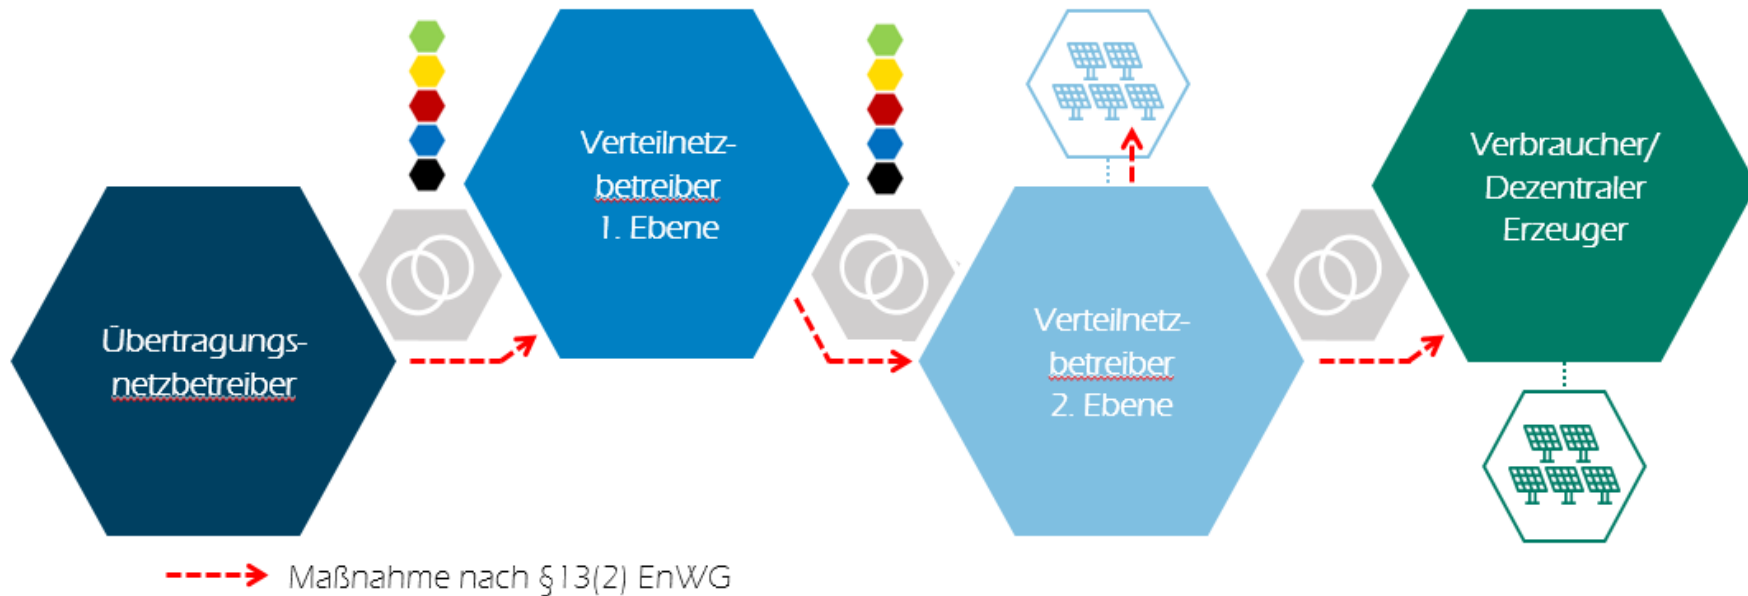 Übertragungs-
netzbetreiber
Verteilnetz-
betreiber
1. Ebene
Verteilnetz-
betreiber
2. Ebene
Verbraucher/
Dezentraler
Erzeuger
Maßnahme nach §13(2) EnWG